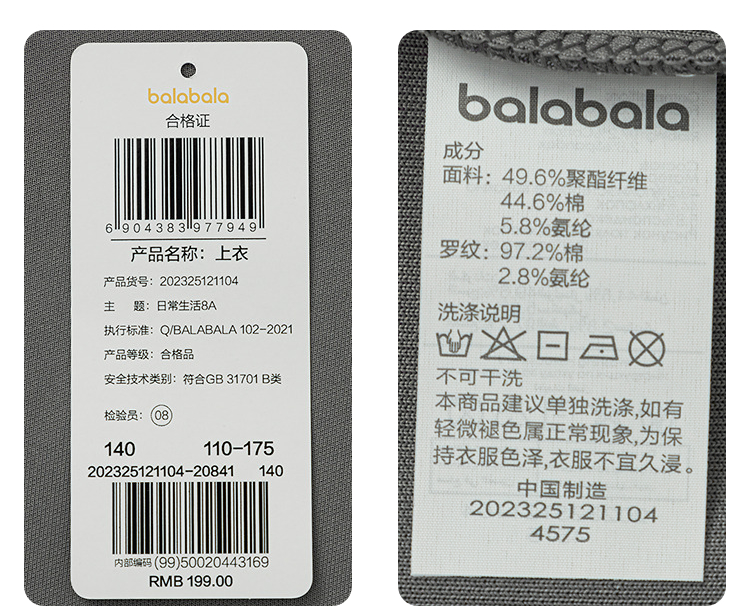 balabala
合格证
6904383977949
产品名称：上衣
产品货号：202325121104
主　题：日常生活8A
执行标准：Q/BALABALA 102-2021
产品等级：合格品
安全技术类别：符合GB 31701 B类
检验员：08
140 110-175
202325121104-20841 140
内部编码 (99)50020443169
RMB 199.00
balabala
成分
面料：49.6%聚酯纤维
44.6%棉
5.8%氨纶
罗纹：97.2%棉
2.8%氨纶
洗涤说明
不可干洗
本商品建议单独洗涤,如有
轻微褪色属正常现象,为保
持衣服色泽,衣服不宜久浸。
中国制造
202325121104
4575